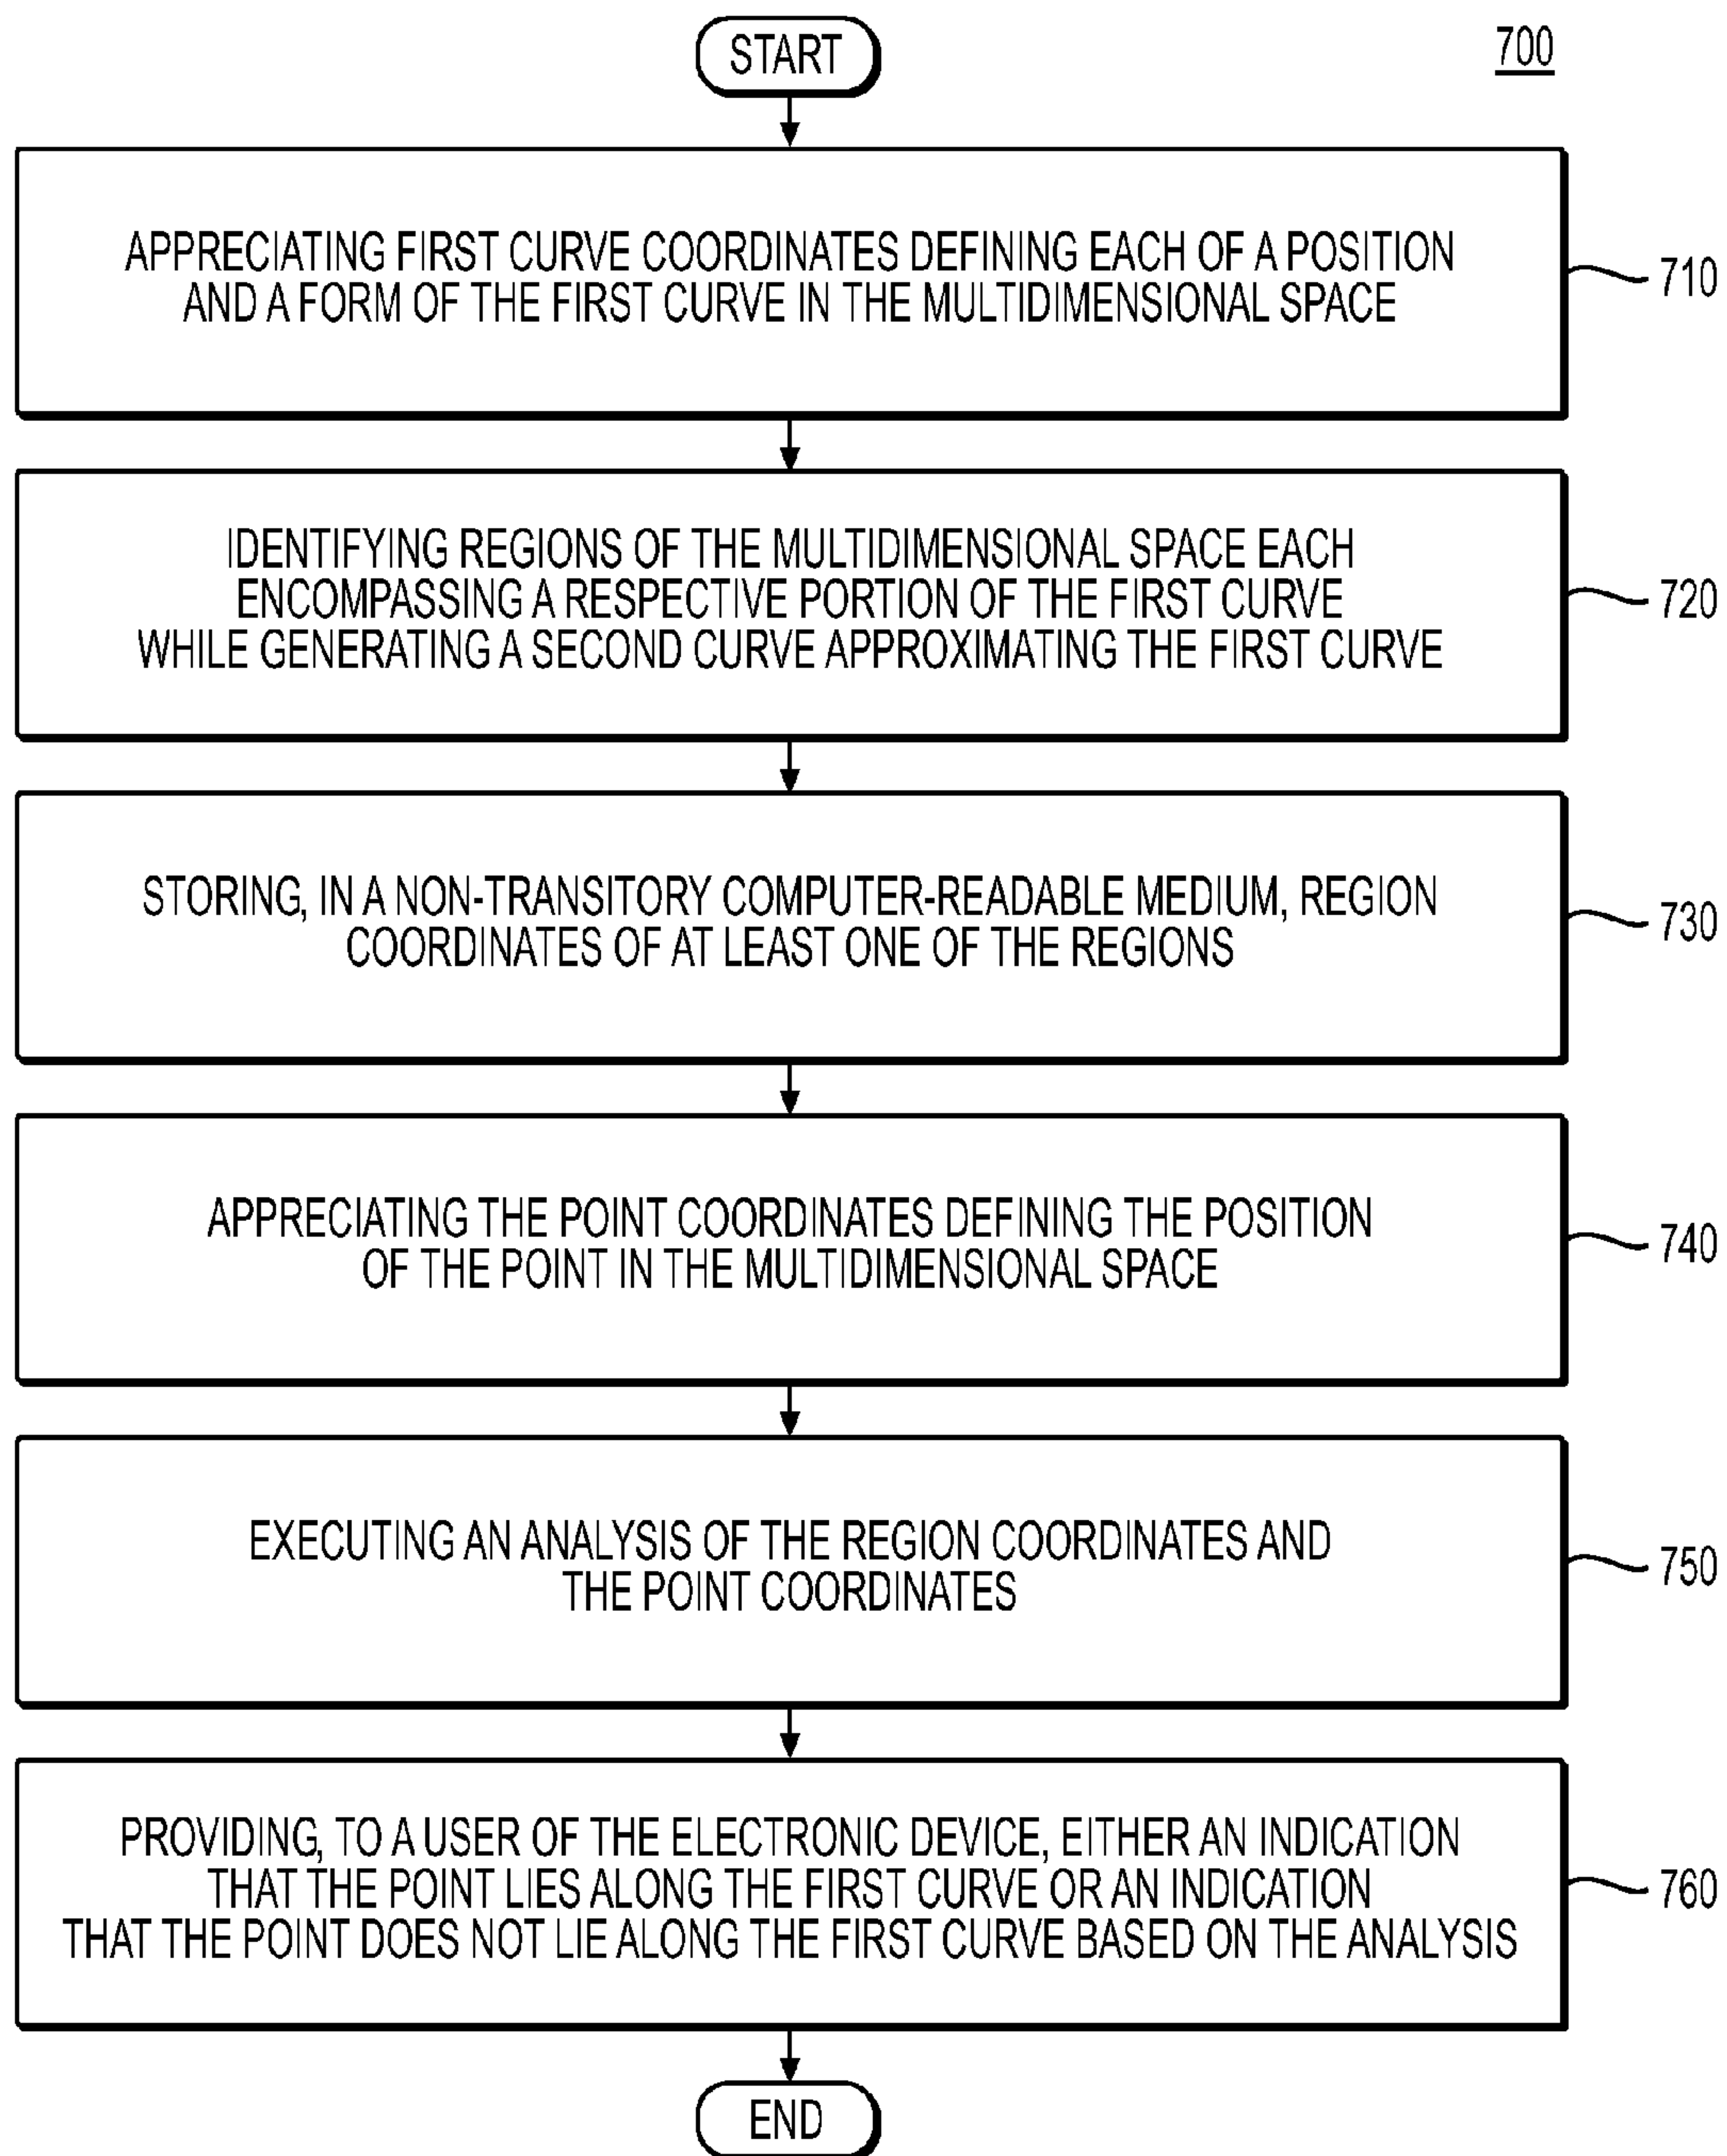 START
700
APPRECIATING FIRST CURVE COORDINATES DEFINING EACH OF A POSITION
AND A FORM OF THE FIRST CURVE IN THE MULTIDIMENSIONAL SPACE
710
IDENTIFYING REGIONS OF THE MULTIDIMENSIONAL SPACE EACH
ENCOMPASSING A RESPECTIVE PORTION OF THE FIRST CURVE
WHILE GENERATING A SECOND CURVE APPROXIMATING THE FIRST CURVE
720
STORING, IN A NON-TRANSITORY COMPUTER-READABLE MEDIUM, REGION
COORDINATES OF AT LEAST ONE OF THE REGIONS
730
APPRECIATING THE POINT COORDINATES DEFINING THE POSITION
OF THE POINT IN THE MULTIDIMENSIONAL SPACE
740
EXECUTING AN ANALYSIS OF THE REGION COORDINATES AND
THE POINT COORDINATES
750
PROVIDING, TO A USER OF THE ELECTRONIC DEVICE, EITHER AN INDICATION
THAT THE POINT LIES ALONG THE FIRST CURVE OR AN INDICATION
THAT THE POINT DOES NOT LIE ALONG THE FIRST CURVE BASED ON THE ANALYSIS
760
END